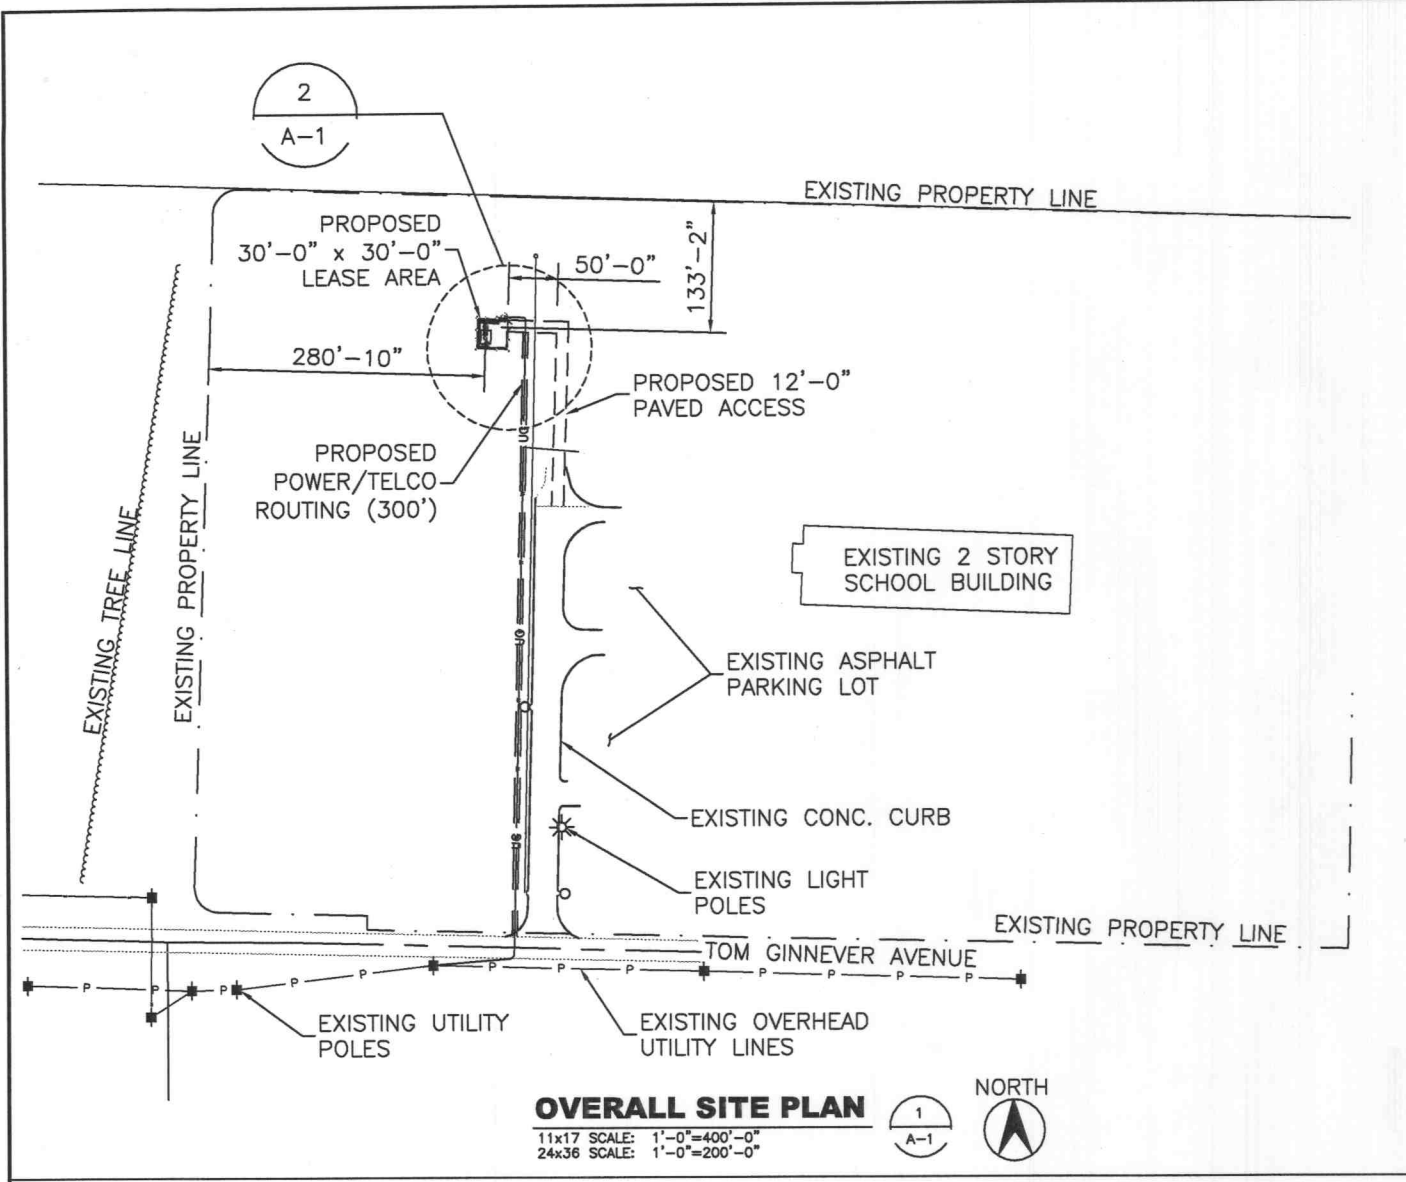 2
A-1
EXISTING PROPERTY LINE
PROPOSED
30'-0" x 30'-0"
LEASE AREA
50'-0"
133'-2"
280'-10"
PROPOSED 12'-0"
PAVED ACCESS
PROPOSED
POWER/TELCO
ROUTING (300')
UG
UG
UG
EXISTING TREE LINE
EXISTING PROPERTY LINE
EXISTING 2 STORY
SCHOOL BUILDING
EXISTING ASPHALT
PARKING LOT
EXISTING CONC. CURB
EXISTING LIGHT
POLES
EXISTING PROPERTY LINE
TOM GINNEVER AVENUE
P P P P P P P P P P P P
EXISTING UTILITY
POLES
EXISTING OVERHEAD
UTILITY LINES
OVERALL SITE PLAN
11x17 SCALE: 1'-0"=400'-0"
24x36 SCALE: 1'-0"=200'-0"
1
A-1
NORTH